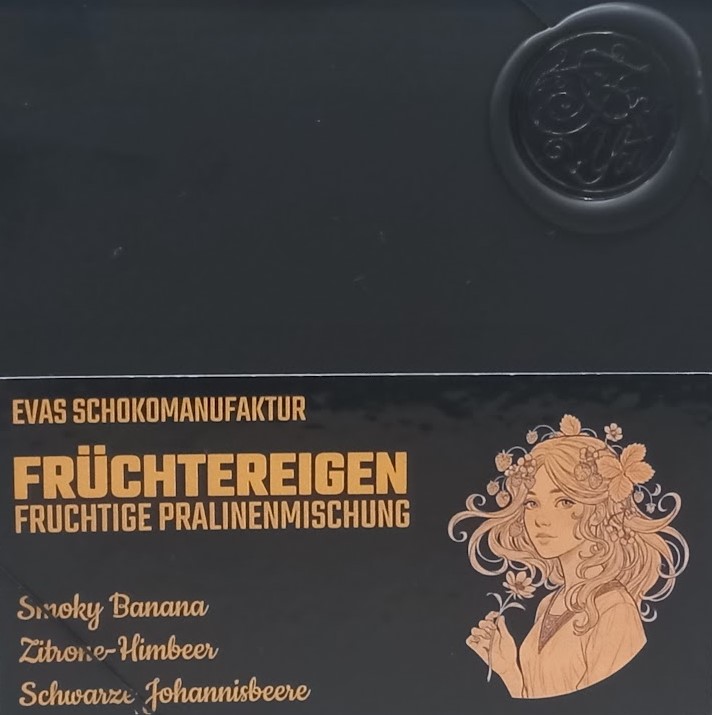 EVAS SCHOKOMANUFAKTUR
FRÜCHTEREIGEN
FRUCHTIGE PRALINENMISCHUNG
Smoky Banana
Zitrone-Himbeer
Schwarze Johannisbeere